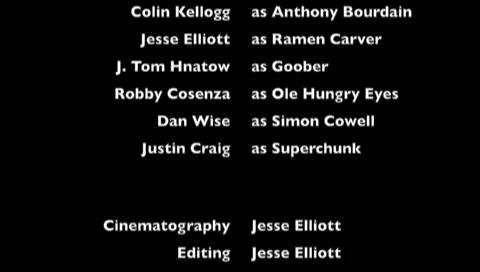 Colin Kellogg as Anthony Bourdain
Jesse Elliott as Ramen Carver
J. Tom Hnatow as Goober
Robby Cosenza as Ole Hungry Eyes
Dan Wise as Simon Cowell
Justin Craig as Superchunk
Cinematography Jesse Elliott
Editing Jesse Elliott